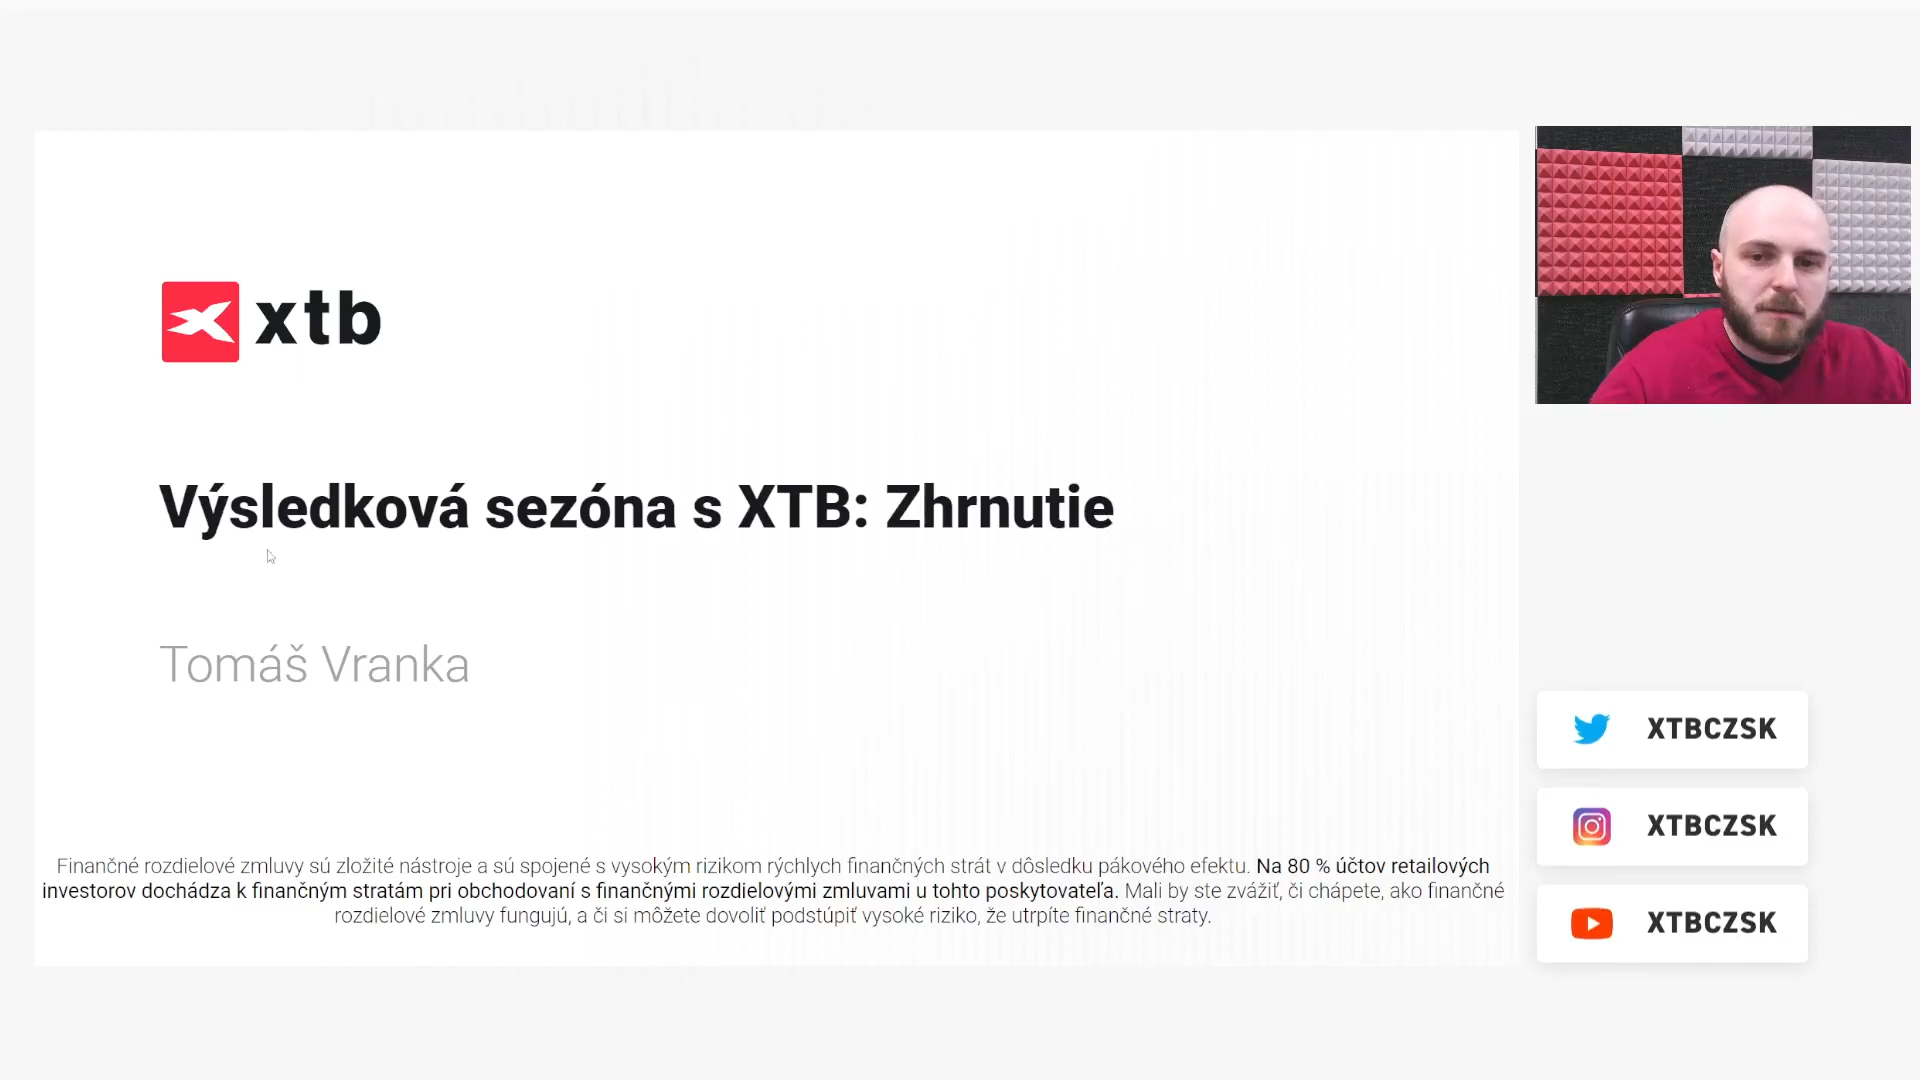 xtb
Výsledková sezóna s XTB: Zhrnutie
Tomáš Vranka
Finančné rozdielové zmluvy sú zložité nástroje a sú spojené s vysokým rizikom rýchlych finančných strát v dôsledku pákového efektu. Na 80 % účtov retailových
investorov dochádza k finančným stratám pri obchodovaní s finančnými rozdielovými zmluvami u tohto poskytovateľa. Mali by ste zvážiť, či chápete, ako finančné
rozdielové zmluvy fungujú, a či si môžete dovoliť podstúpiť vysoké riziko, že utrpíte finančné straty.
XTBCZSK
XTBCZSK
XTBCZSK